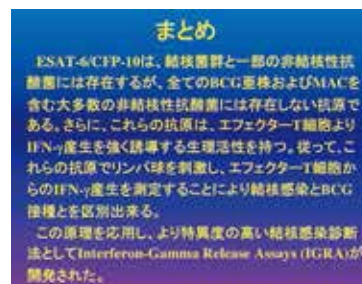 まとめ
ESAT-6/CFP-10は、結核菌群と一部の非結核性抗
酸菌には存在するが、全てのBCG亜株およびMACを
含む大多数の非結核性抗酸菌には存在しない抗原で
ある。さらに、これらの抗原は、エフェクターT細胞より
IFN-γ産生を強く誘導する生理活性を持つ。従って、こ
れらの抗原でリンパ球を刺激し、エフェクターT細胞か
らのIFN-γ産生を測定することにより結核感染とBCG
接種とを区別出来る。
この原理を応用し、より特異度の高い結核感染診断
法としてInterferon-Gamma Release Assays (IGRA)が
開発された。